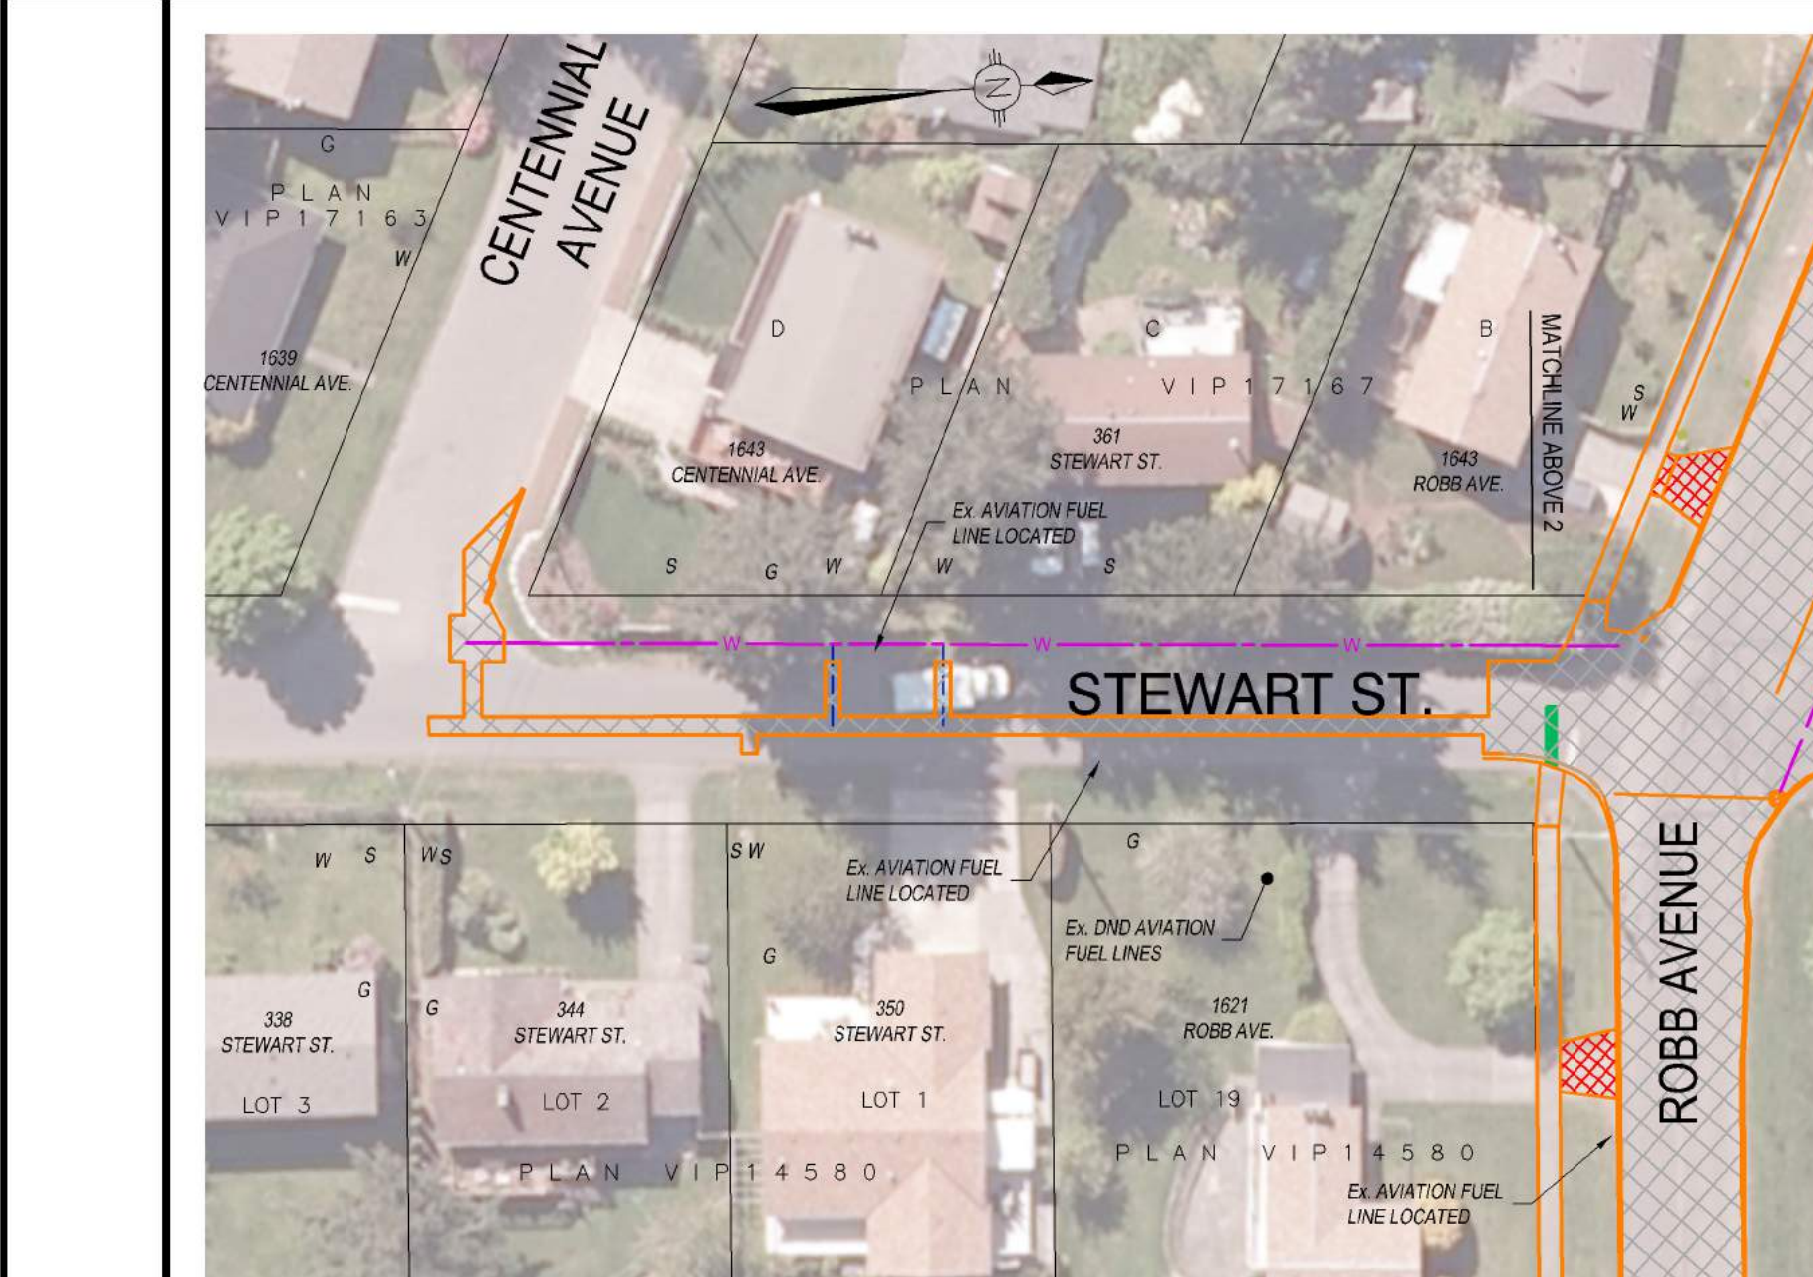 CENTENNIAL
AVENUE
N
G
PLAN
VIP17163
W
1639
CENTENNIAL AVE.
D
C
B
PLAN VIP17167
MATCHLINE ABOVE 2
S
W
1643
CENTENNIAL AVE.
361
STEWART ST.
1643
ROBB AVE.
Ex. AVIATION FUEL
LINE LOCATED
S G W W S
W W W
STEWART ST.
W S WS SW G
Ex. AVIATION FUEL
LINE LOCATED
Ex. DND AVIATION
FUEL LINES
ROBB AVENUE
G
G G
338
STEWART ST.
344
STEWART ST.
350
STEWART ST.
1621
ROBB AVE.
LOT 3
LOT 2
LOT 1
LOT 19
PLAN VIP14580
PLAN VIP14580
Ex. AVIATION FUEL
LINE LOCATED